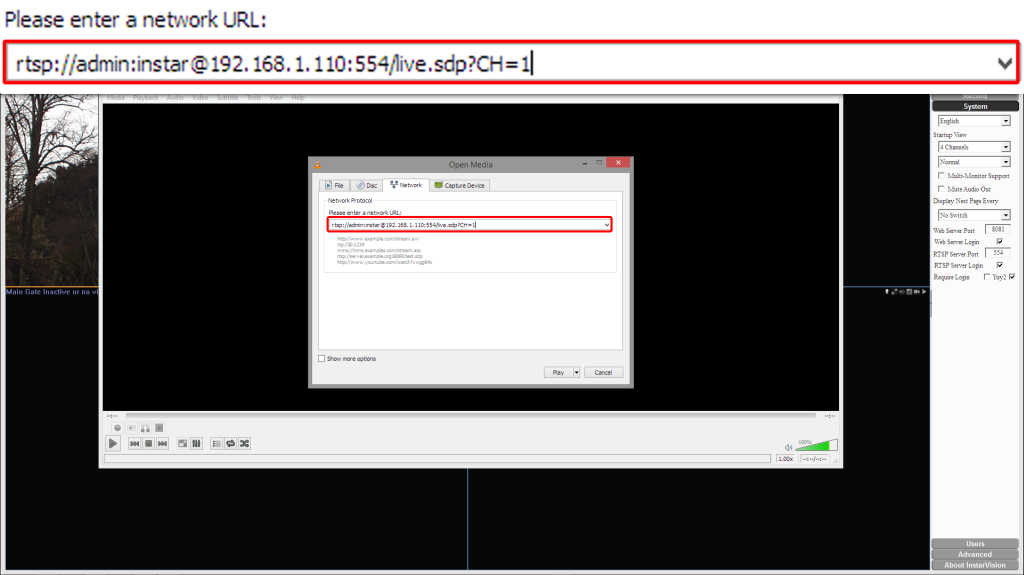 Please enter a network URL:
rtsp://admin:instar@192.168.1.110:554/live.sdp?CH=1
Media Playback Audio Video Subtitle Tools View Help
Record
System
English
Startup View
4 Channels
Normal
Multi-Monitor Support
Mute Audio Out
Display Next Page Every
No Switch
Web Server Port 8081
Web Server Login
RTSP Server Port 554
RTSP Server Login
Require Login Yuy2
Open Media
File Disc Network Capture Device
Network Protocol
Please enter a network URL:
rtsp://admin:instar@192.168.1.110:554/live.sdp?CH=1
http://www.example.com/stream.avi
rtp://@:1234
mms://mms.examples.com/stream.asx
rtsp://server.example.org:8080/test.sdp
http://www.youtube.com/watch?v=gg64x
Main Gate Inactive or no vi
Show more options
Play Cancel
--:-- --:--
100%
1.00x --:--/--:--
Users
Advanced
About InstarVision